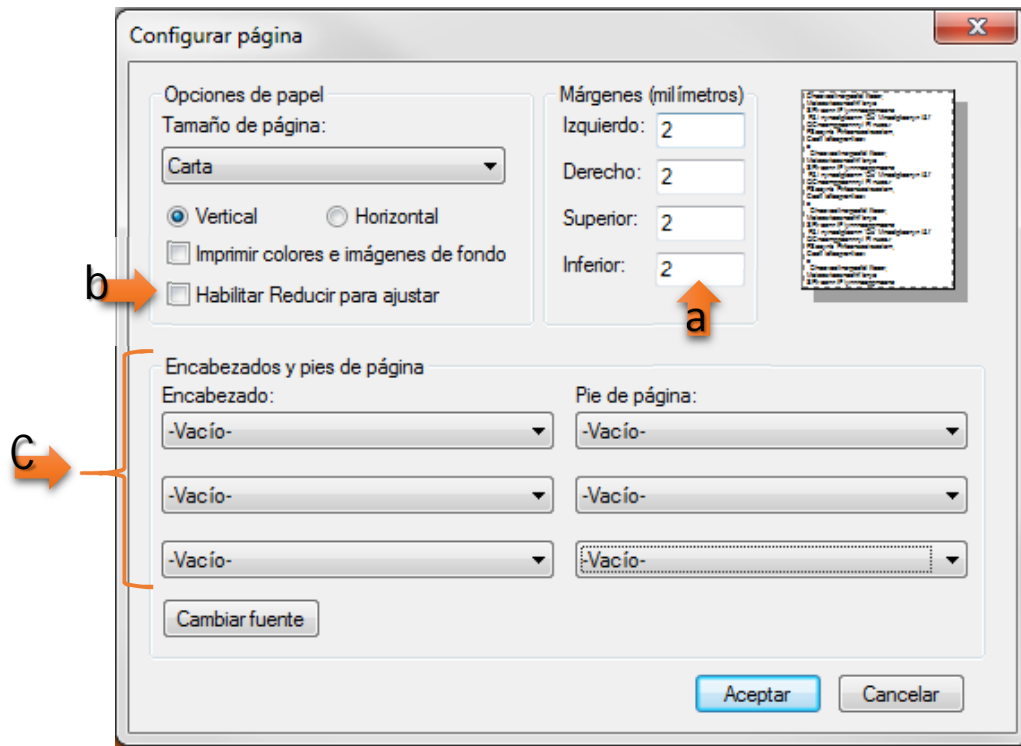 Configurar página
X
Opciones de papel
Tamaño de página:
Carta
Vertical Horizontal
Imprimir colores e imágenes de fondo
b
Habilitar Reducir para ajustar
Márgenes (milímetros)
Izquierdo: 2
Derecho: 2
Superior: 2
Inferior: 2
a
C
Encabezados y pies de página
Encabezado: Pie de página:
-Vacío- -Vacío-
-Vacío- -Vacío-
-Vacío- -Vacío-
Cambiar fuente
Aceptar Cancelar